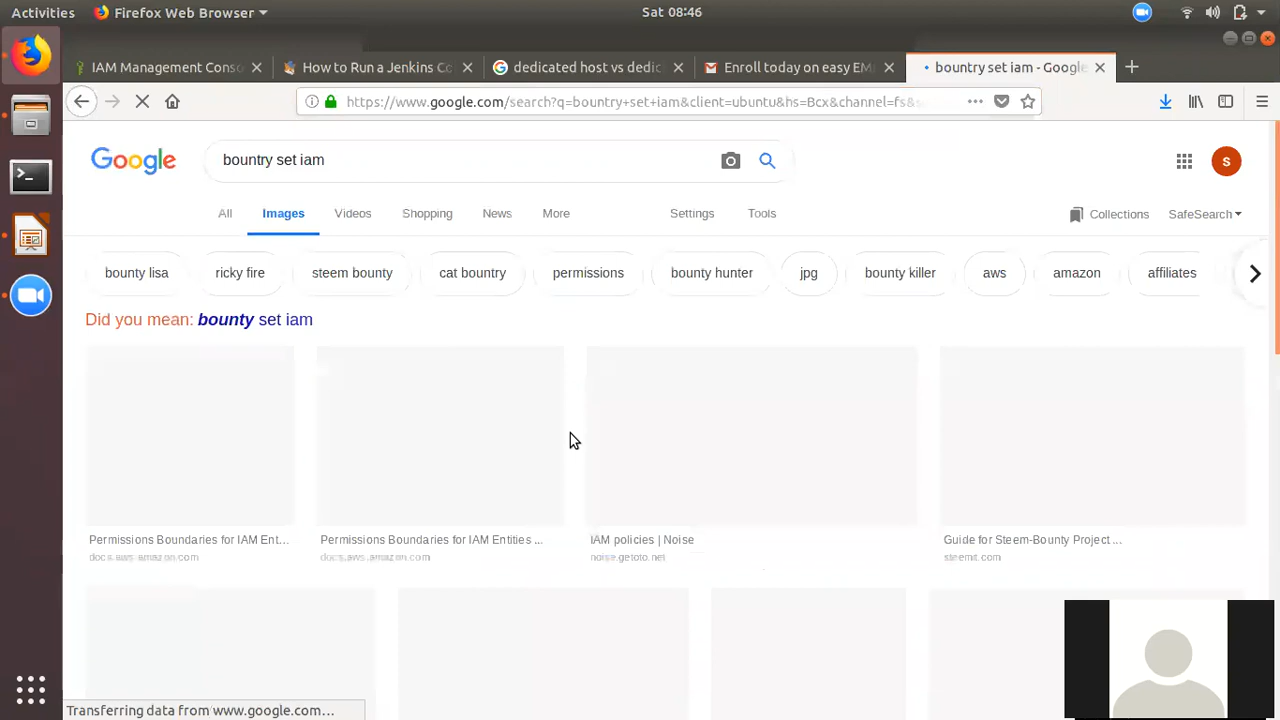 Activities
Firefox Web Browser
Sat 08:46
IAM Management Conso
How to Run a Jenkins Co
dedicated host vs dedic
Enroll today on easy EMI
bountry set iam - Google
https://www.google.com/search?q=bountry+set+iam&client=ubuntu&hs=Bcx&channel=fs&s
Google
bountry set iam
S
All
Images
Videos
Shopping
News
More
Settings
Tools
Collections
SafeSearch
bounty lisa
ricky fire
steem bounty
cat bountry
permissions
bounty hunter
jpg
bounty killer
aws
amazon
affiliates
Did you mean: bounty set iam
Permissions Boundaries for IAM Ent...
docs.aws.amazon.com
Permissions Boundaries for IAM Entities ...
docs.aws.amazon.com
IAM policies | Noise
noise.getoto.net
Guide for Steem-Bounty Project ...
steemit.com
Transferring data from www.google.com...